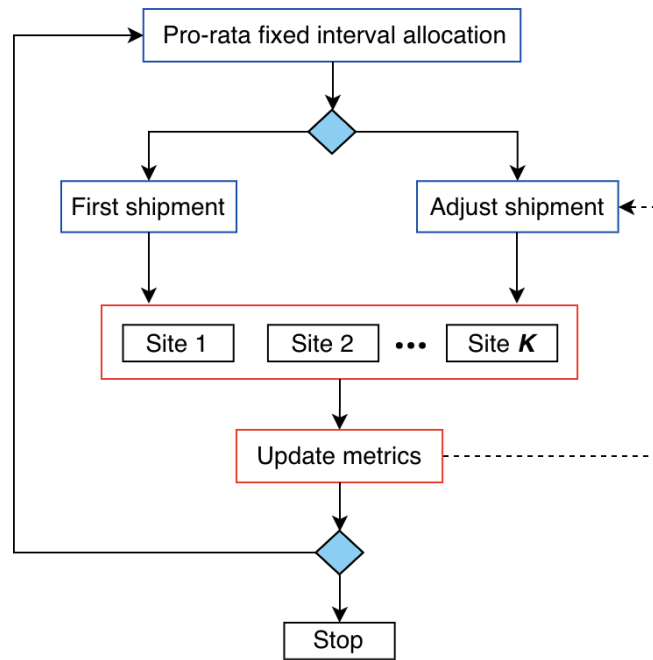 Pro-rata fixed interval allocation
First shipment
Adjust shipment
Site 1
Site 2
•••
Site K
Update metrics
Stop